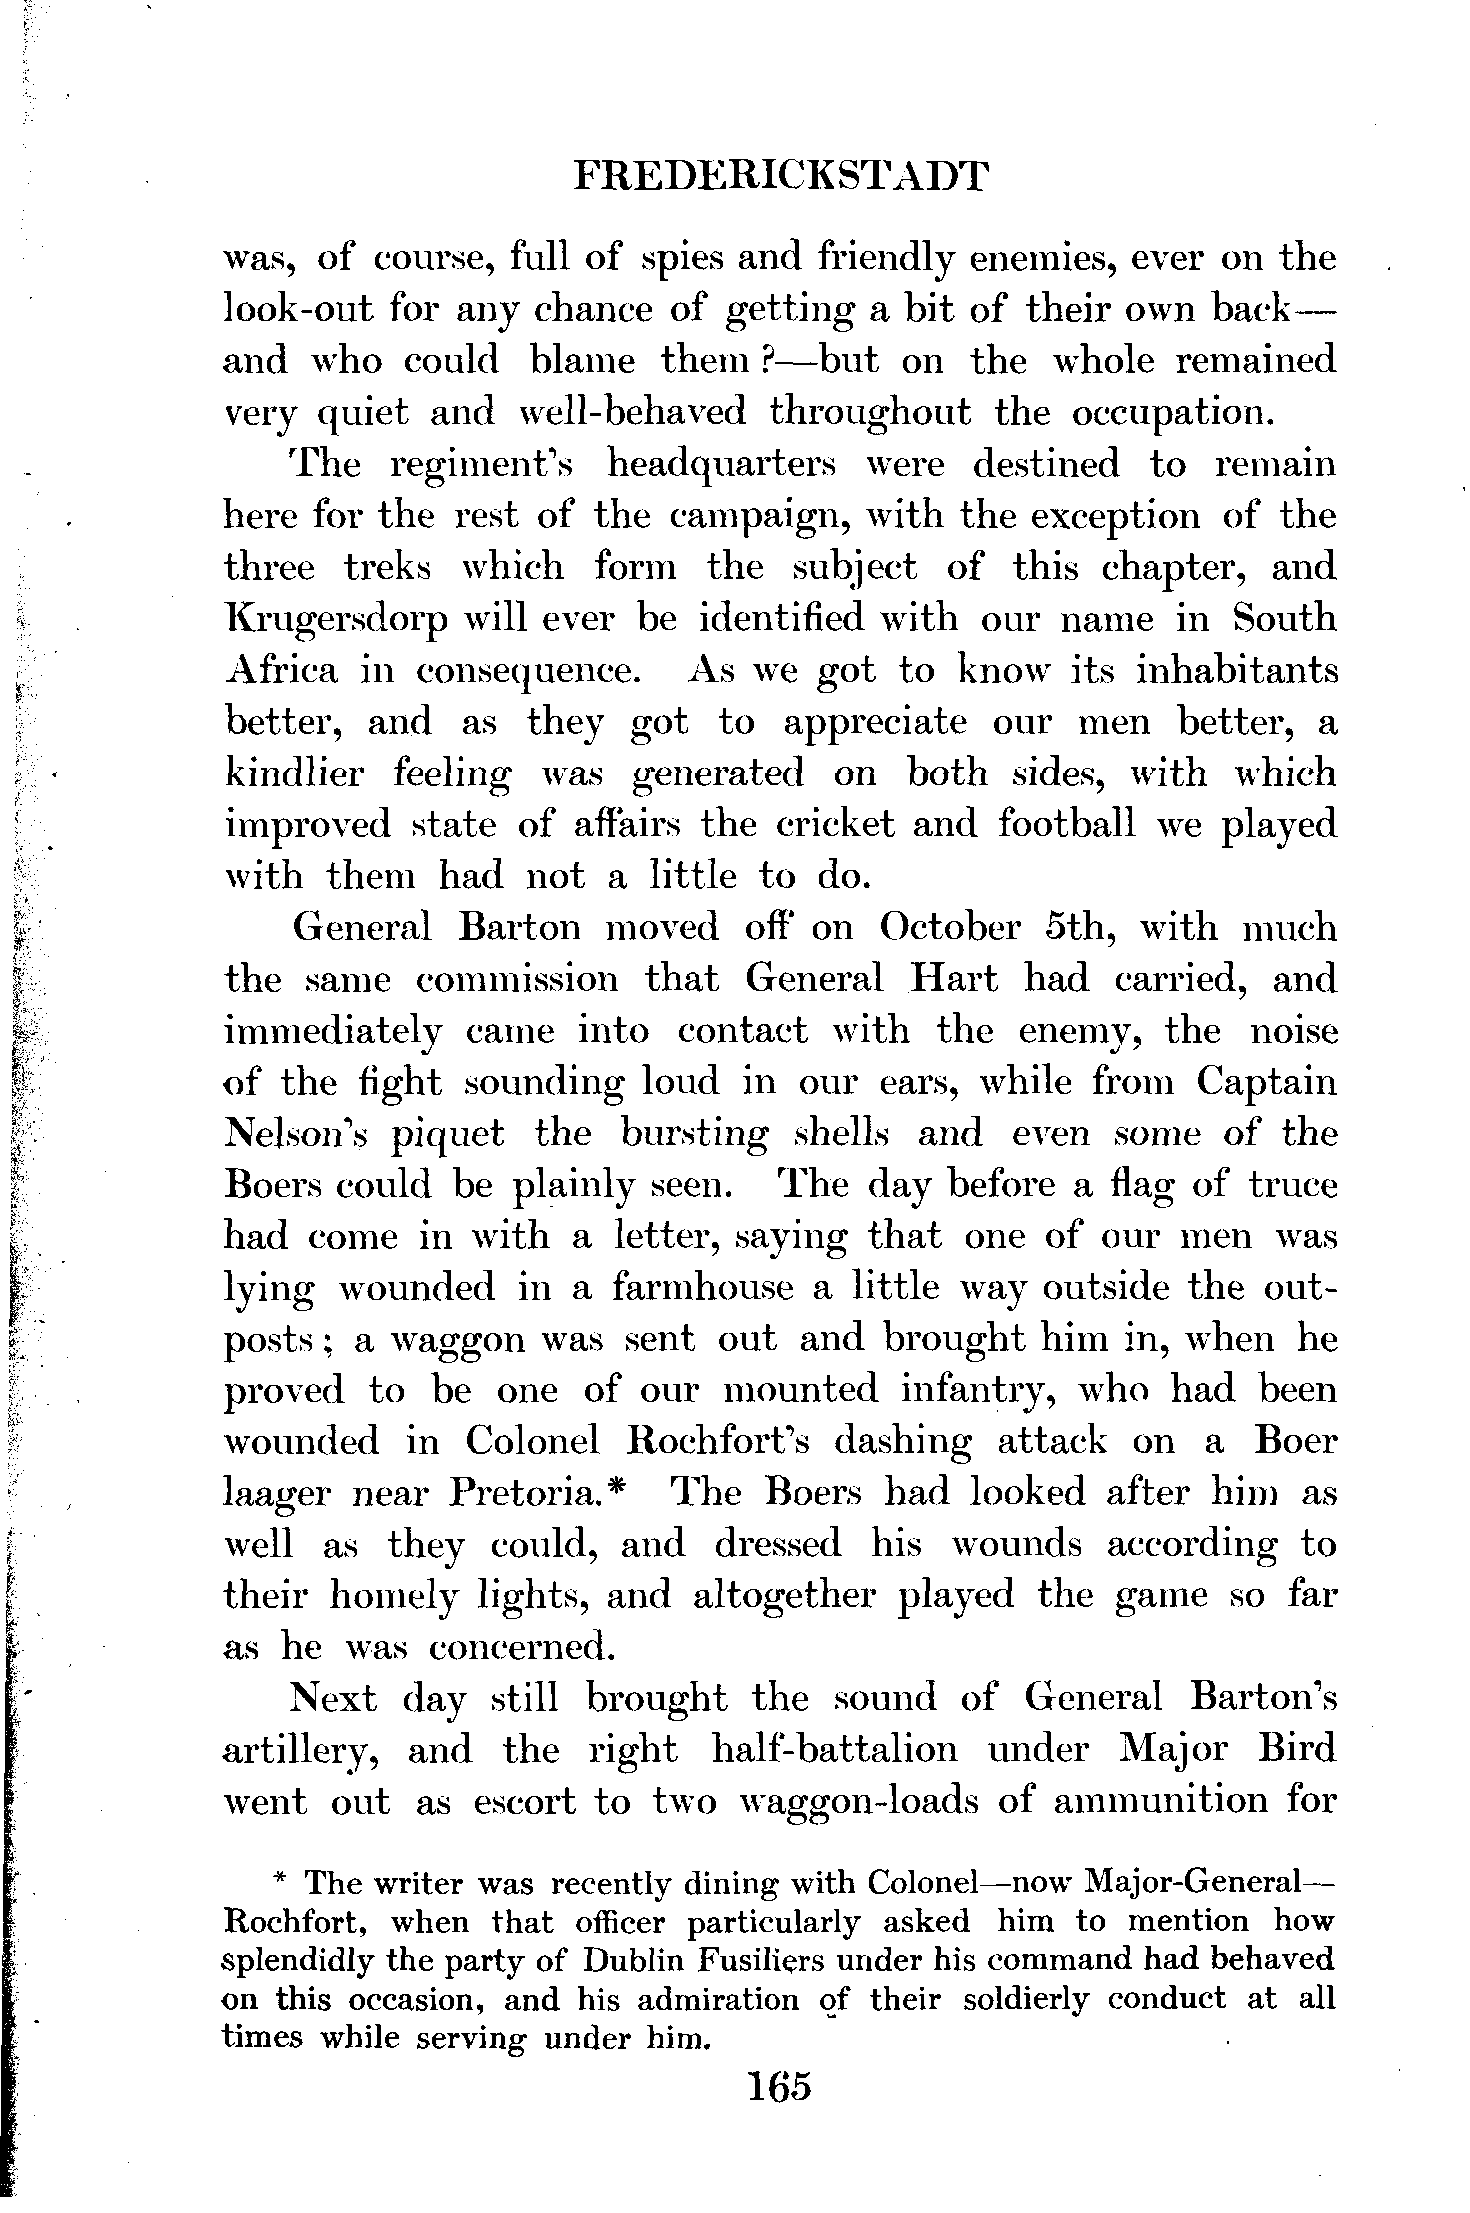 FREDERICKSTADT
was, of course, full of spies and friendly enemies, ever on the
look-out for any chance of getting a bit of their own back—
and who could blame them ?—but on the whole remained
very quiet and well-behaved throughout the occupation.
The regiment's headquarters were destined to remain
here for the rest of the campaign, with the exception of the
three treks which form the subject of this chapter, and
Krugersdorp will ever be identified with our name in South
Africa in consequence. As we got to know its inhabitants
better, and as they got to appreciate our men better, a
kindlier feeling was generated on both sides, with which
improved state of affairs the cricket and football we played
with them had not a little to do.
General Barton moved off on October 5th, with much
the same commission that General Hart had carried, and
immediately came into contact with the enemy, the noise
of the fight sounding loud in our ears, while from Captain
Nelson's piquet the bursting shells and even some of the
Boers could be plainly seen. The day before a flag of truce
had come in with a letter, saying that one of our men was
lying wounded in a farmhouse a little way outside the out-
posts ; a waggon was sent out and brought him in, when he
proved to be one of our mounted infantry, who had been
wounded in Colonel Rochfort's dashing attack on a Boer
laager near Pretoria.* The Boers had looked after him as
well as they could, and dressed his wounds according to
their homely lights, and altogether played the game so far
as he was concerned.
Next day still brought the sound of General Barton's
artillery, and the right half-battalion under Major Bird
went out as escort to two waggon-loads of ammunition for
* The writer was recently dining with Colonel—now Major-General—
Rochfort, when that officer particularly asked him to mention how
splendidly the party of Dublin Fusiliers under his command had behaved
on this occasion, and his admiration of their soldierly conduct at all
times while serving under him.
165